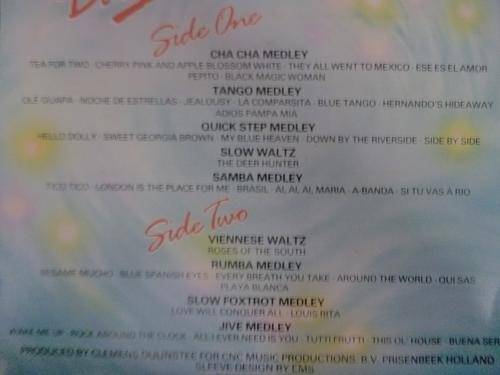 Side One
CHA CHA MEDLEY
TEA FOR TWO · CHERRY PINK AND APPLE BLOSSOM WHITE · THEY ALL WENT TO MEXICO · ESE ES EL AMOR
PEPITO · BLACK MAGIC WOMAN
TANGO MEDLEY
OLÉ GUAPA · NOCHE DE ESTRELLAS · JEALOUSY · LA COMPARSITA · BLUE TANGO · HERNANDO'S HIDEAWAY
ADIOS PAMPA MIA
QUICK STEP MEDLEY
HELLO DOLLY · SWEET GEORGIA BROWN · MY BLUE HEAVEN · DOWN BY THE RIVERSIDE · SIDE BY SIDE
SLOW WALTZ
THE DEER HUNTER
SAMBA MEDLEY
TICO TICO · LONDON IS THE PLACE FOR ME · BRASIL · AI, AI, AI, MARIA · A-BANDA · SI TU VAS À RIO
Side Two
VIENNESE WALTZ
ROSES OF THE SOUTH
RUMBA MEDLEY
BESAME MUCHO · BLUE SPANISH EYES · EVERY BREATH YOU TAKE · AROUND THE WORLD · QUI SAS
PLAYA BLANCA
SLOW FOXTROT MEDLEY
LOVE WILL CONQUER ALL · LOUIS RITA
JIVE MEDLEY
WAKE ME UP · ROCK AROUND THE CLOCK · ALL I EVER NEED IS YOU · TUTTI FRUTTI · THIS OL' HOUSE · BUENA SER
PRODUCED BY CLEMENS DUIJNSTEE FOR CNC MUSIC PRODUCTIONS B.V. PRISENBEEK HOLLAND
SLEEVE DESIGN BY EMS